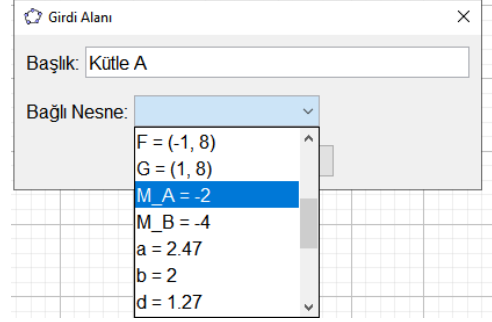 Girdi Alanı
Başlık: Kütle A
Bağlı Nesne:
F = (-1, 8)
G = (1, 8)
M_A = -2
M_B = -4
a = 2.47
b = 2
d = 1.27